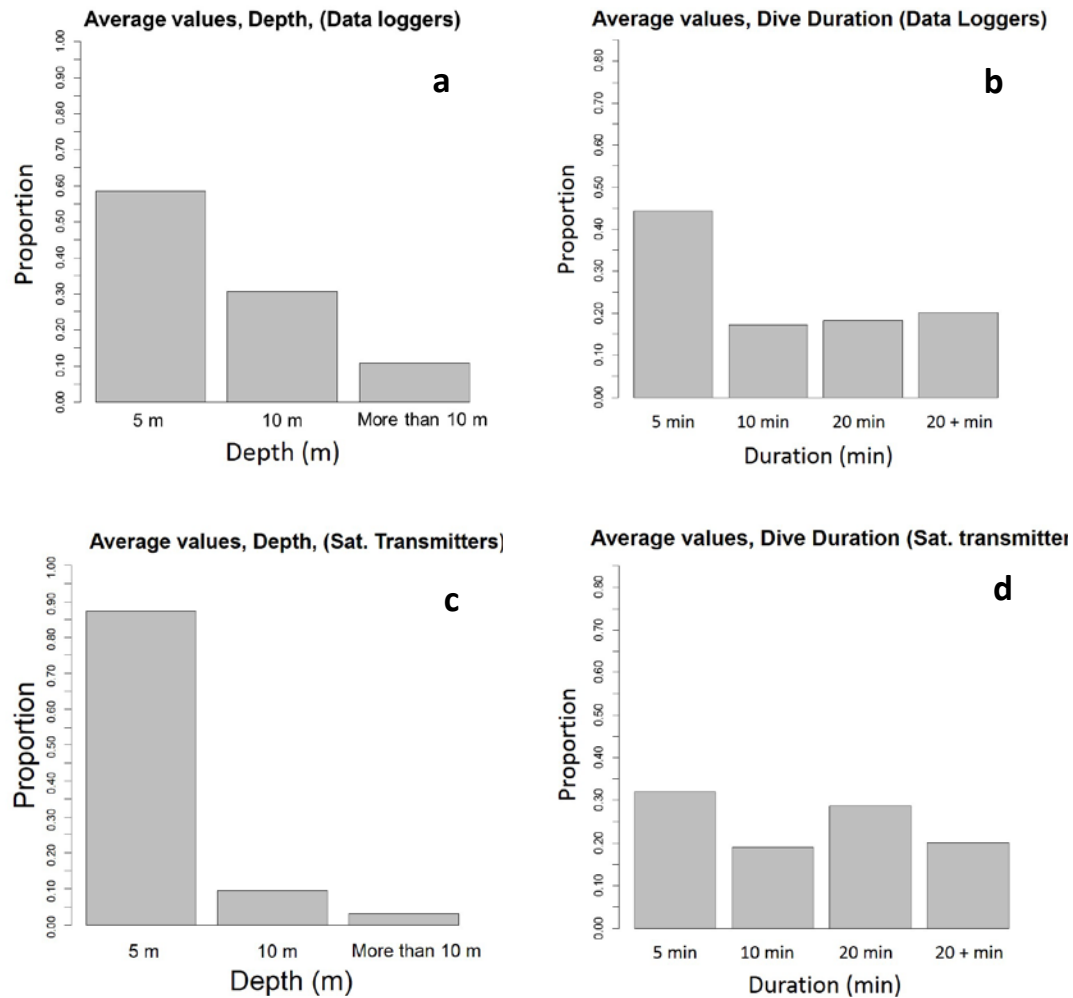 Average values, Depth, (Data loggers)
a
Proportion
1.00
0.90
0.80
0.70
0.60
0.50
0.40
0.30
0.20
0.10
0.00
5 m 10 m More than 10 m
Depth (m)
Average values, Dive Duration (Data Loggers)
b
Proportion
0.80
0.70
0.60
0.50
0.40
0.30
0.20
0.10
0.00
5 min 10 min 20 min 20 + min
Duration (min)
Average values, Depth, (Sat. Transmitters)
c
Proportion
1.00
0.90
0.80
0.70
0.60
0.50
0.40
0.30
0.20
0.10
0.00
5 m 10 m More than 10 m
Depth (m)
Average values, Dive Duration (Sat. transmitter
d
Proportion
0.80
0.70
0.60
0.50
0.40
0.30
0.20
0.10
0.00
5 min 10 min 20 min 20 + min
Duration (min)